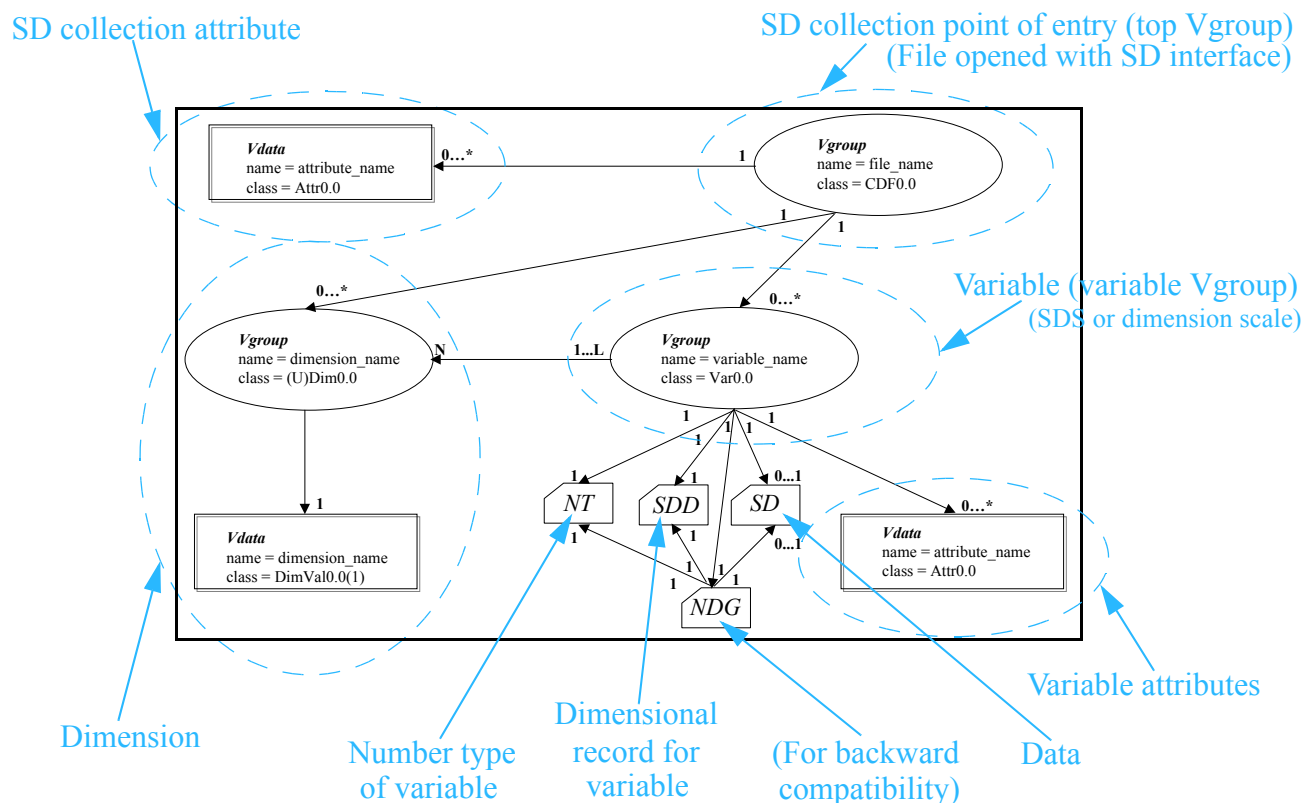 SD collection attribute
SD collection point of entry (top Vgroup)
(File opened with SD interface)
Vdata
name = attribute_name
class = Attr0.0
0…*
1
Vgroup
name = file_name
class = CDF0.0
1
1
0…*
0…*
Variable (variable Vgroup)
(SDS or dimension scale)
Vgroup
name = dimension_name
class = (U)Dim0.0
N
1...L
Vgroup
name = variable_name
class = Var0.0
1
1
1
1
1
1
1
1
0...1
0…*
NT
SDD
SD
Vdata
name = dimension_name
class = DimVal0.0(1)
Vdata
name = attribute_name
class = Attr0.0
1
1
0...1
1
1
1
1
NDG
Variable attributes
Dimension
Number type
of variable
Dimensional
record for
variable
(For backward
compatibility)
Data